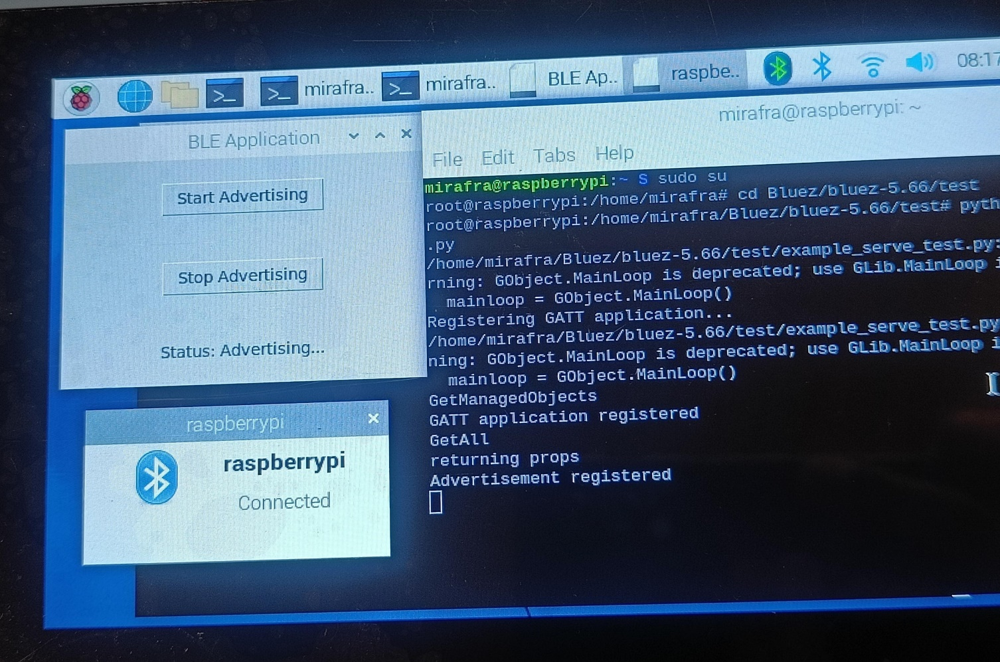 mirafra..
mirafra..
BLE Ap..
raspbe..
08:17
BLE Application
Start Advertising
Stop Advertising
Status: Advertising...
raspberrypi
raspberrypi
Connected
mirafra@raspberrypi: ~
File Edit Tabs Help
mirafra@raspberrypi:~ $ sudo su
root@raspberrypi:/home/mirafra# cd Bluez/bluez-5.66/test
root@raspberrypi:/home/mirafra/Bluez/bluez-5.66/test# pyth
.py
/home/mirafra/Bluez/bluez-5.66/test/example_serve_test.py:
rning: GObject.MainLoop is deprecated; use GLib.MainLoop i
mainloop = GObject.MainLoop()
Registering GATT application...
/home/mirafra/Bluez/bluez-5.66/test/example_serve_test.py
ning: GObject.MainLoop is deprecated; use GLib.MainLoop i
mainloop = GObject.MainLoop()
GetManagedObjects
GATT application registered
GetAll
returning props
Advertisement registered